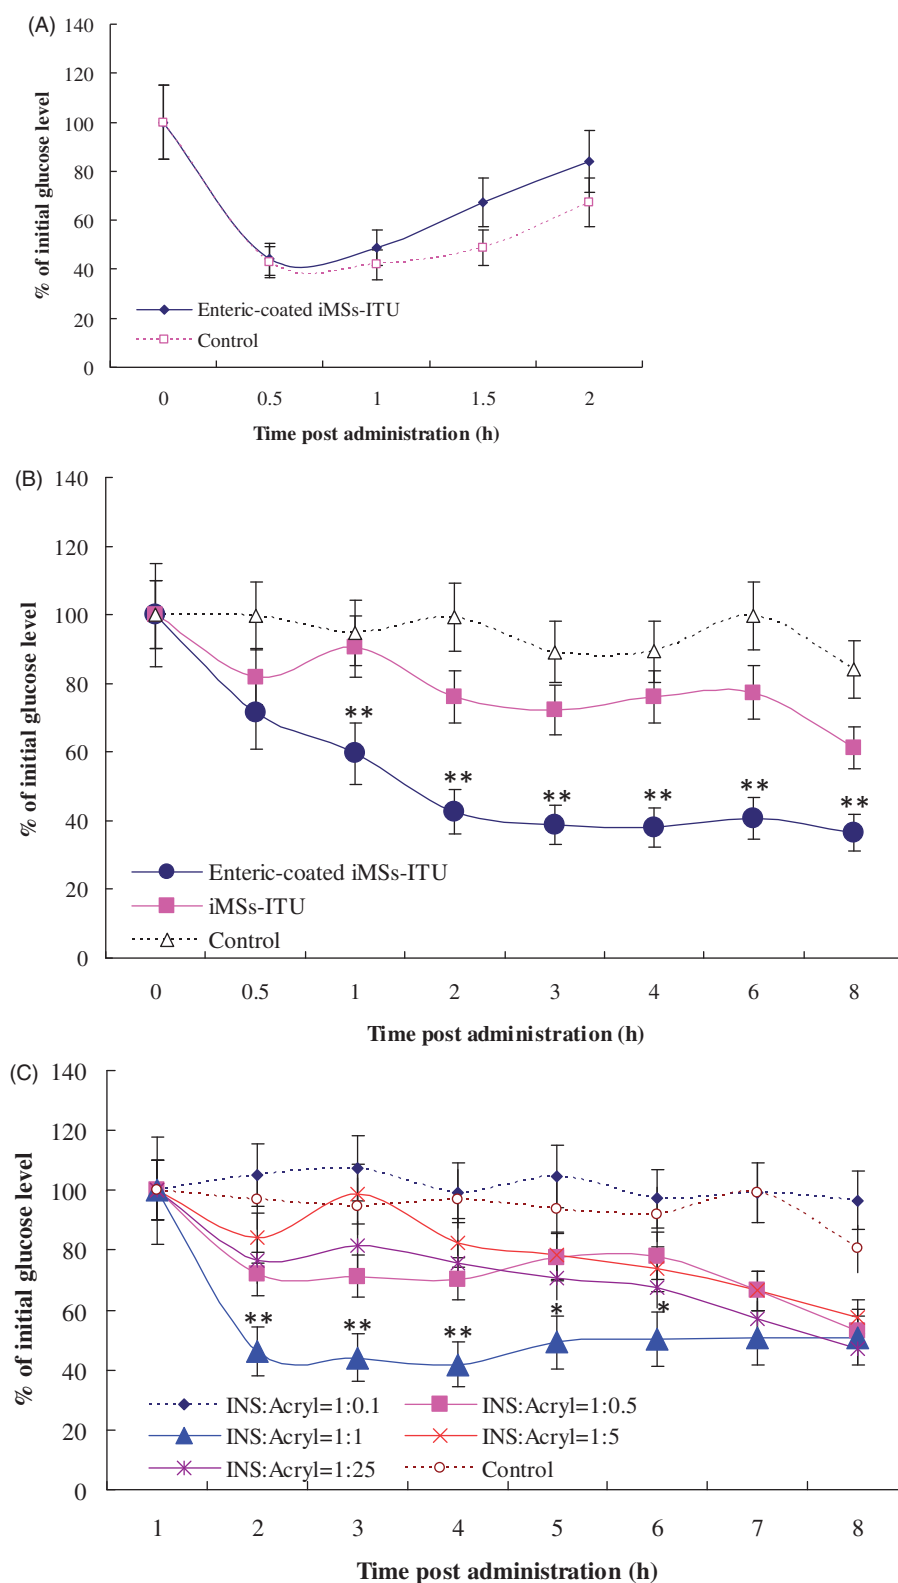 (A)
140
120
100
80
60
40
20
0
% of initial glucose level
Enteric-coated iMSs-ITU
Control
0 0.5 1 1.5 2
Time post administration (h)
(B)
140
120
100
80
60
40
20
0
% of initial glucose level
** ** ** ** ** **
Enteric-coated iMSs-ITU
iMSs-ITU
Control
0 0.5 1 2 3 4 6 8
Time post administration (h)
(C)
140
120
100
80
60
40
20
0
% of initial glucose level
** ** ** * *
INS:Acryl=1:0.1 INS:Acryl=1:0.5
INS:Acryl=1:1 INS:Acryl=1:5
INS:Acryl=1:25 Control
1 2 3 4 5 6 7 8
Time post administration (h)